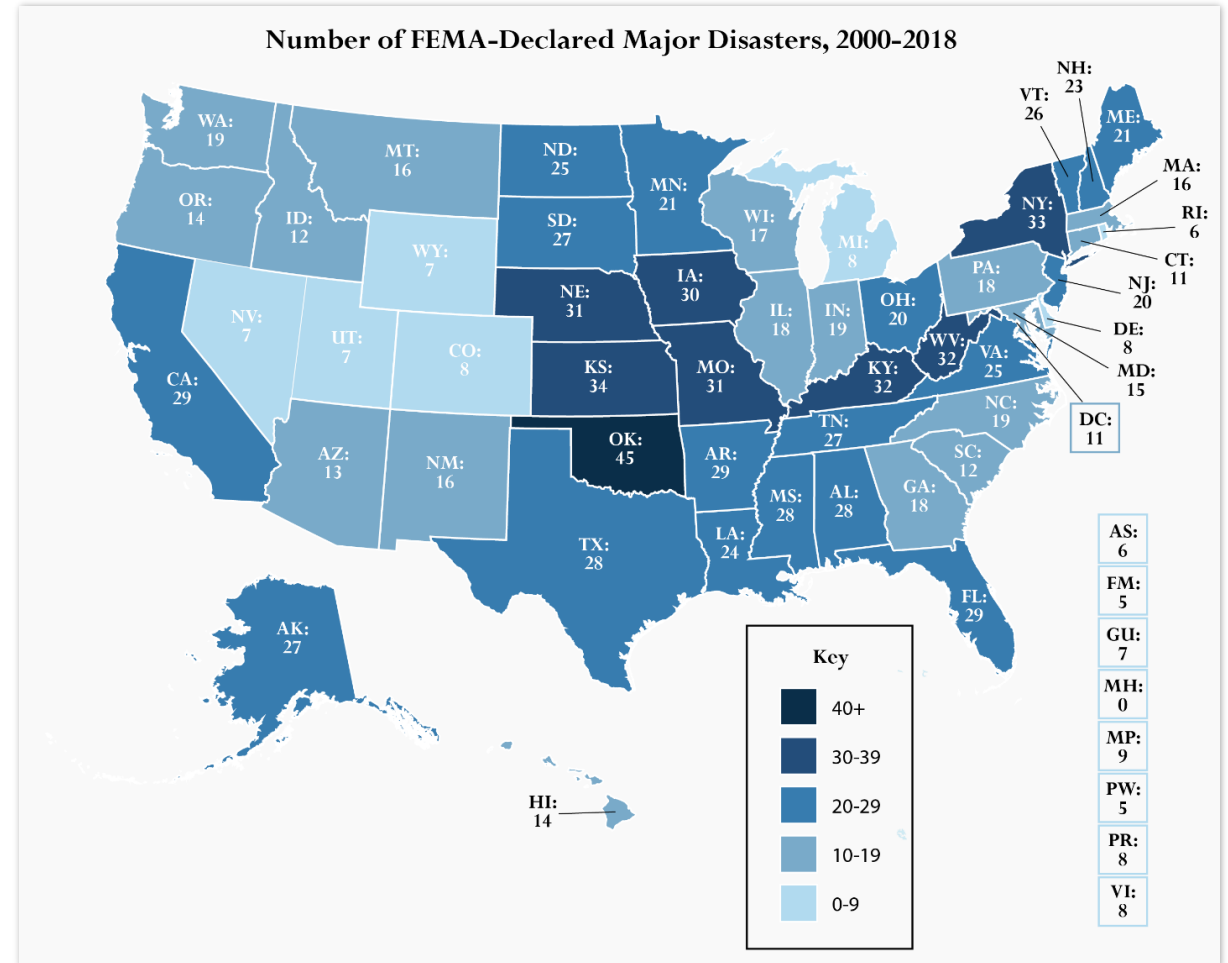 Number of FEMA-Declared Major Disasters, 2000-2018
NH:
23
VT:
26
ME:
21
WA:
19
MT:
16
ND:
25
MN:
21
MA:
16
OR:
14
ID:
12
SD:
27
WI:
17
NY:
33
RI:
6
WY:
7
MI:
8
CT:
11
PA:
18
NJ:
20
IA:
30
NE:
31
OH:
20
IL:
18
IN:
19
NV:
7
UT:
7
CO:
8
DE:
8
WV:
32
VA:
25
MD:
15
KS:
34
MO:
31
KY:
32
CA:
29
NC:
19
DC:
11
TN:
27
OK:
45
AZ:
13
NM:
16
AR:
29
SC:
12
GA:
18
MS:
28
AL:
28
LA:
24
TX:
28
FL:
29
AK:
27
HI:
14
AS:
6
FM:
5
GU:
7
MH:
0
MP:
9
PW:
5
PR:
8
VI:
8
Key
40+
30-39
20-29
10-19
0-9